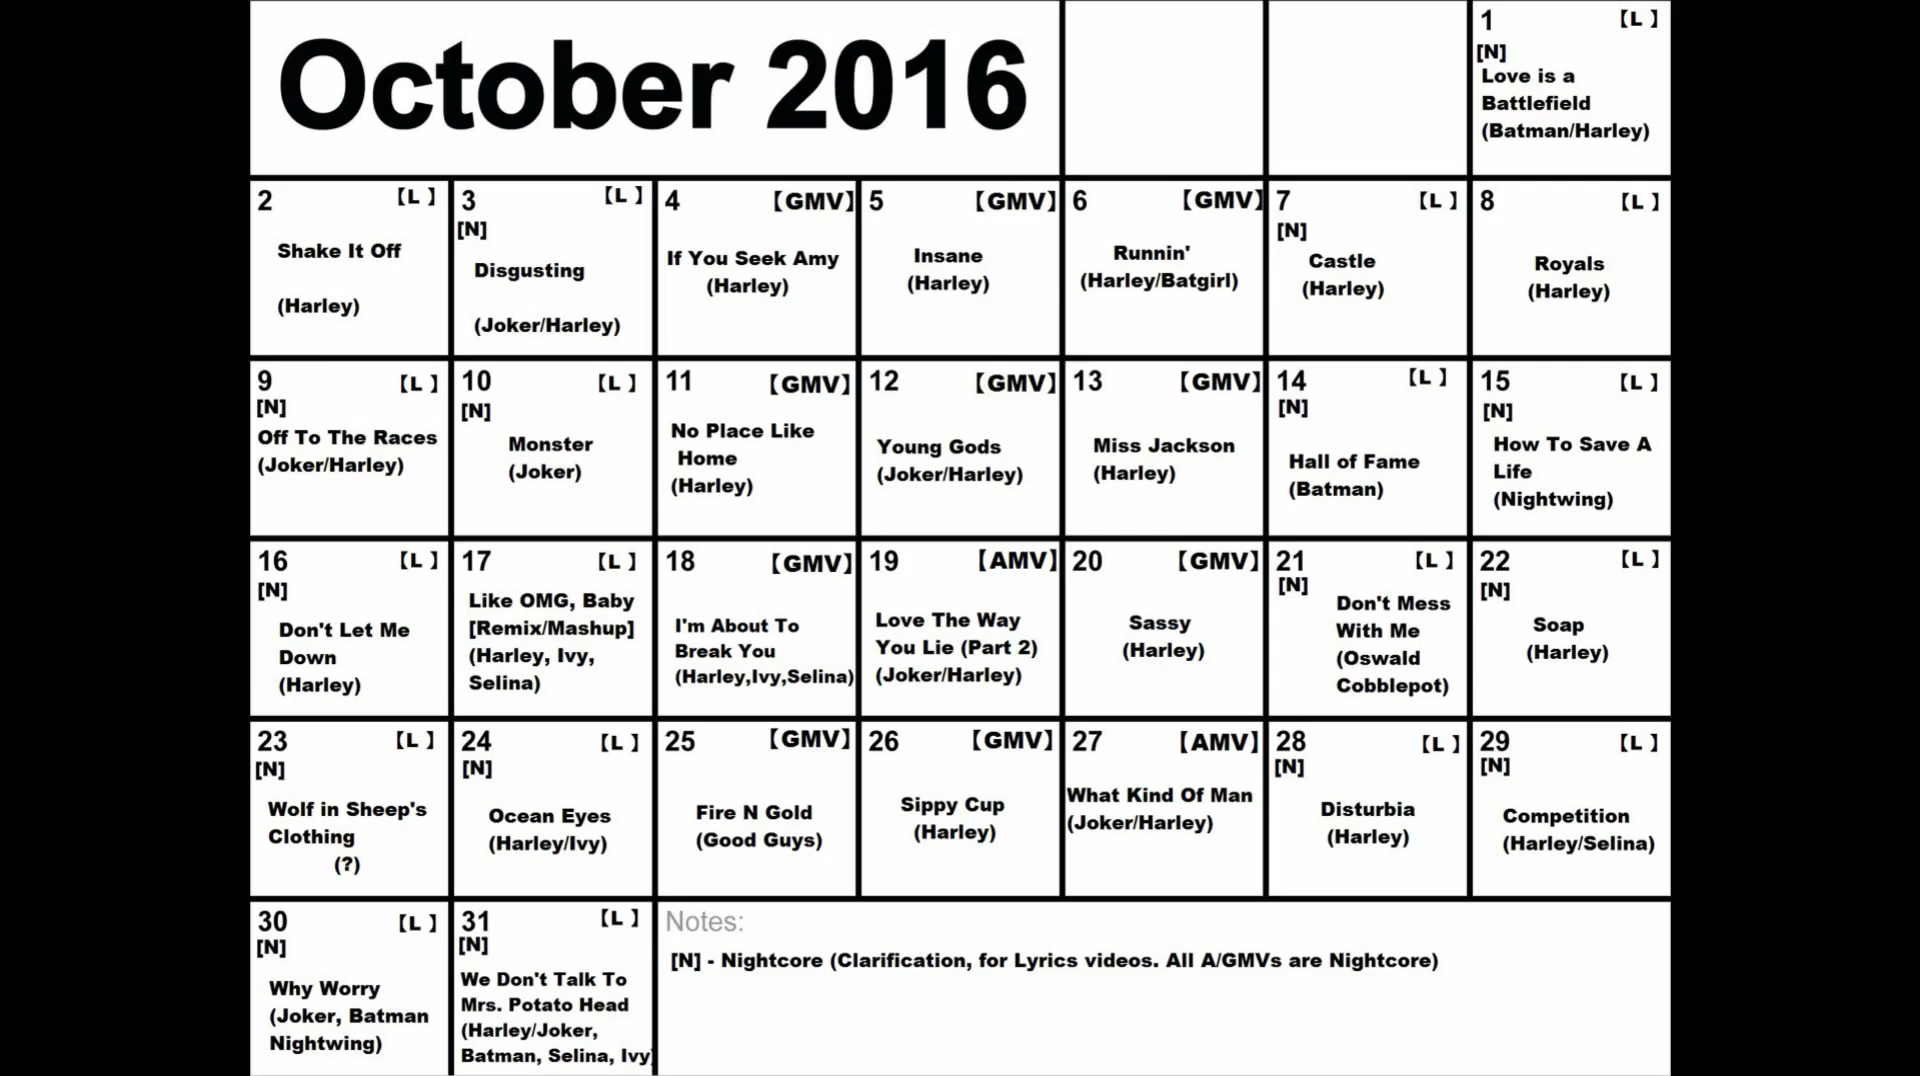 October 2016
1 【L】
[N]
Love is a
Battlefield
(Batman/Harley)
2 【L】
Shake It Off
(Harley)
3 【L】
[N]
Disgusting
(Joker/Harley)
4 【GMV】
If You Seek Amy
(Harley)
5 【GMV】
Insane
(Harley)
6 【GMV】
Runnin'
(Harley/Batgirl)
7 【L】
[N]
Castle
(Harley)
8 【L】
Royals
(Harley)
9 【L】
[N]
Off To The Races
(Joker/Harley)
10 【L】
[N]
Monster
(Joker)
11 【GMV】
No Place Like
Home
(Harley)
12 【GMV】
Young Gods
(Joker/Harley)
13 【GMV】
Miss Jackson
(Harley)
14 【L】
[N]
Hall of Fame
(Batman)
15 【L】
[N]
How To Save A
Life
(Nightwing)
16 【L】
[N]
Don't Let Me
Down
(Harley)
17 【L】
Like OMG, Baby
[Remix/Mashup]
(Harley, Ivy,
Selina)
18 【GMV】
I'm About To
Break You
(Harley,Ivy,Selina)
19 【AMV】
Love The Way
You Lie (Part 2)
(Joker/Harley)
20 【GMV】
Sassy
(Harley)
21 【L】
[N]
Don't Mess
With Me
(Oswald
Cobblepot)
22 【L】
[N]
Soap
(Harley)
23 【L】
[N]
Wolf in Sheep's
Clothing
(?)
24 【L】
[N]
Ocean Eyes
(Harley/Ivy)
25 【GMV】
Fire N Gold
(Good Guys)
26 【GMV】
Sippy Cup
(Harley)
27 【AMV】
What Kind Of Man
(Joker/Harley)
28 【L】
[N]
Disturbia
(Harley)
29 【L】
[N]
Competition
(Harley/Selina)
30 【L】
[N]
Why Worry
(Joker, Batman
Nightwing)
31 【L】
[N]
We Don't Talk To
Mrs. Potato Head
(Harley/Joker,
Batman, Selina, Ivy)
Notes:
[N] - Nightcore (Clarification, for Lyrics videos. All A/GMVs are Nightcore)